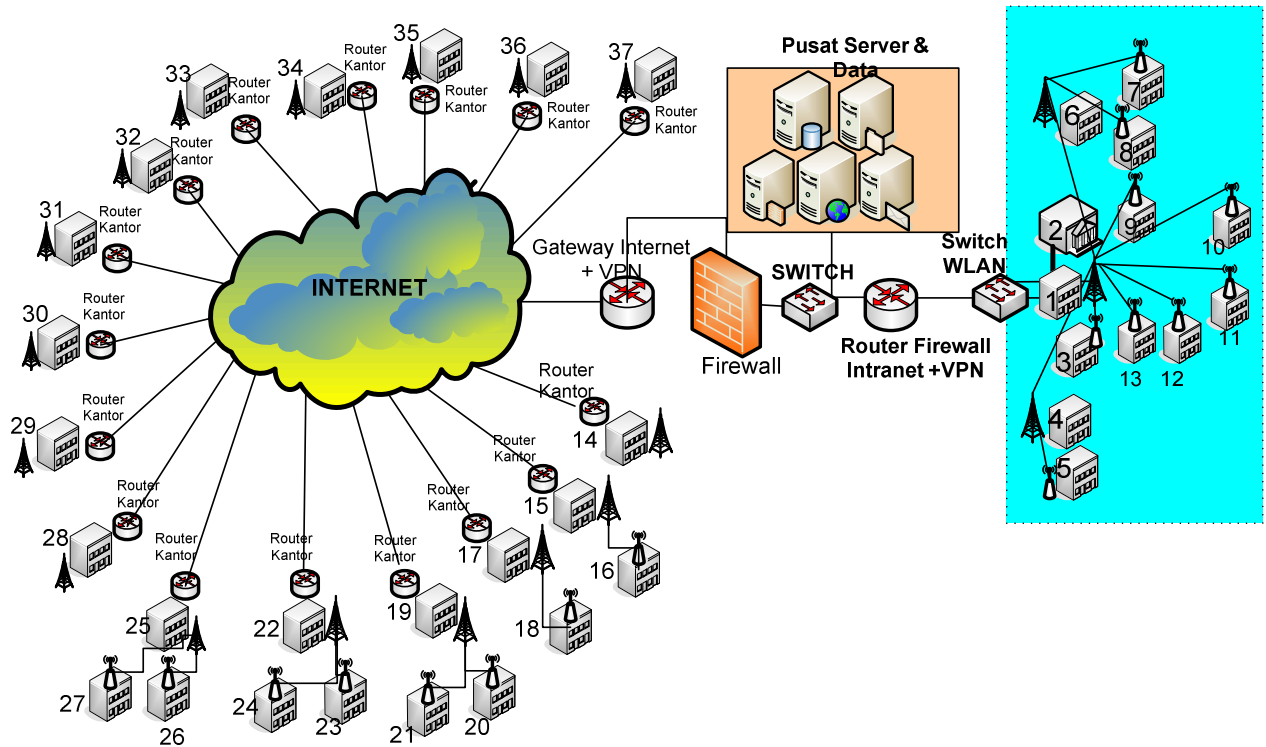 35
36
37
34
33
Router
Kantor
Router
Kantor
Router
Kantor
Router
Kantor
Router
Kantor
32
Router
Kantor
31
Router
Kantor
30
Router
Kantor
29
Router
Kantor
28
Router
Kantor
INTERNET
Gateway Internet
+ VPN
Pusat Server &
Data
Firewall
SWITCH
Router Firewall
Intranet +VPN
Switch
WLAN
7
6
8
2
9
10
1
11
3
13
12
4
5
Router
Kantor
14
Router
Kantor
15
16
Router
Kantor
17
18
Router
Kantor
19
20
21
Router
Kantor
22
23
24
Router
Kantor
25
26
27